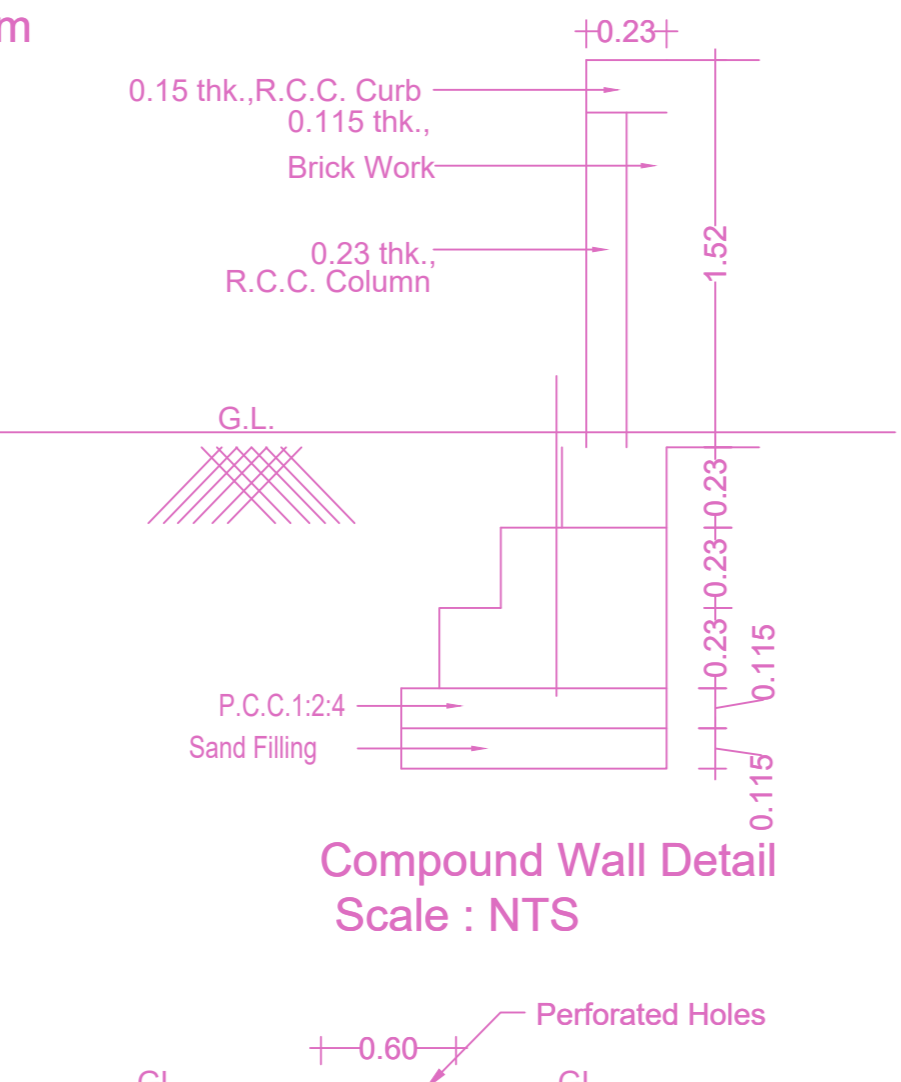 m
0.23
0.15 thk.,R.C.C. Curb
0.115 thk.,
Brick Work
1.52
0.23 thk.,
R.C.C. Column
G.L.
0.23
0.23
0.23
0.115
P.C.C.1:2:4
Sand Filling
0.115
Compound Wall Detail
Scale : NTS
Perforated Holes
0.60